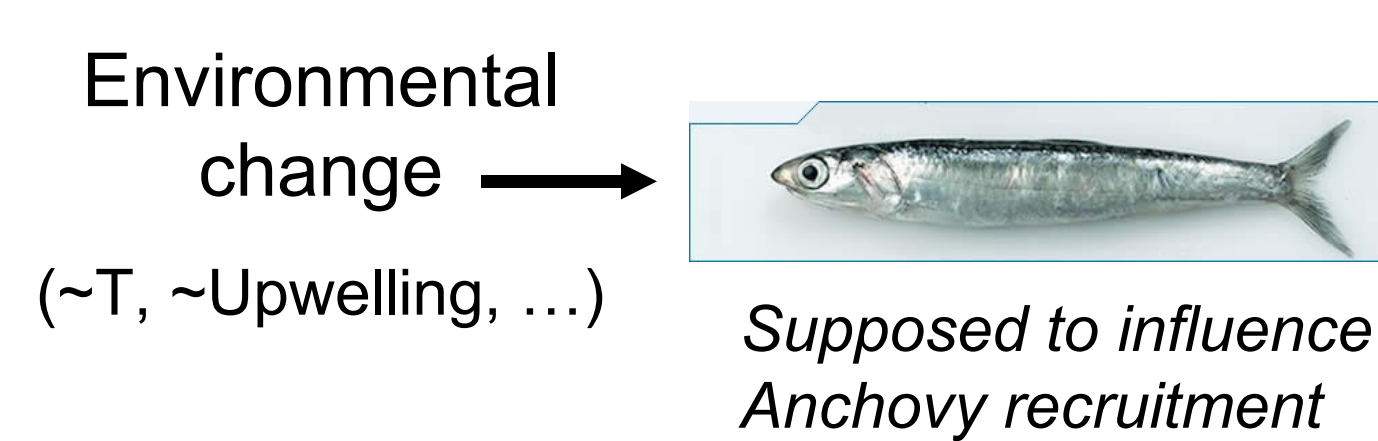 Environmental
change
(~T, ~Upwelling, …)
Supposed to influence
Anchovy recruitment